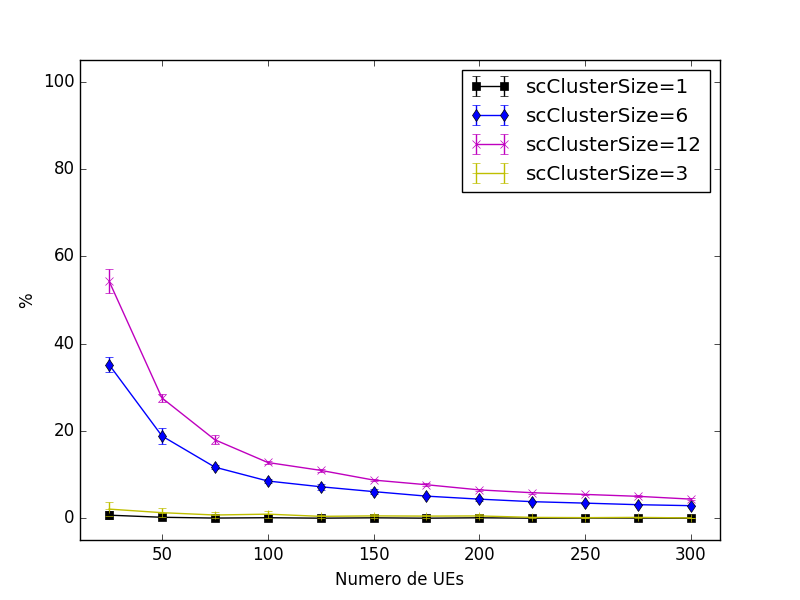 scClusterSize=1
scClusterSize=6
scClusterSize=12
scClusterSize=3
%
100
80
60
40
20
0
50 100 150 200 250 300
Numero de UEs